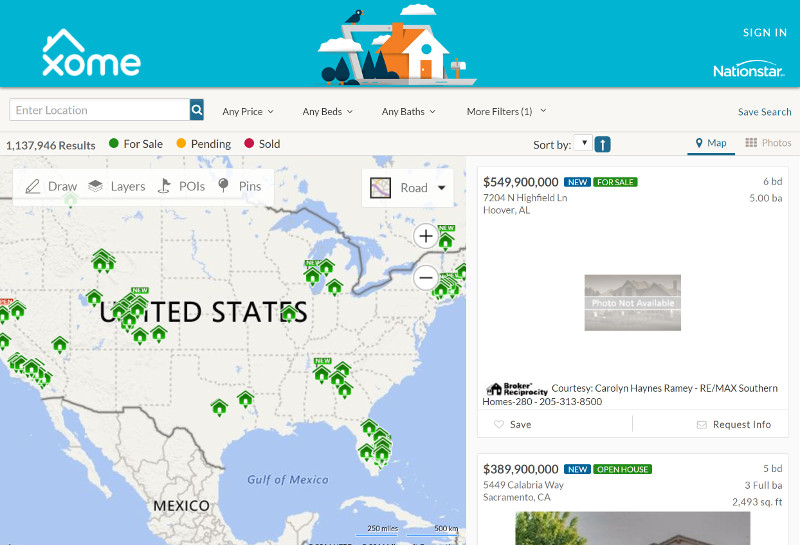 xome
SIGN IN
Nationstar
Enter Location
Any Price
Any Beds
Any Baths
More Filters (1)
Save Search
1,137,946 Results
For Sale
Pending
Sold
Sort by:
Map
Photos
Draw
Layers
POIs
Pins
Road
$549,900,000 NEW FOR SALE
6 bd
7204 N Highfield Ln
5.00 ba
Hoover, AL
NEW
NEW
NEW
NEW
UNITED STATES
NEW
Photo Not Available
Broker Reciprocity
Courtesy: Carolyn Haynes Ramey - RE/MAX Southern
Homes-280 - 205-313-8500
Save
Request Info
$389,900,000 NEW OPEN HOUSE
5 bd
5449 Calabria Way
3 Full ba
Sacramento, CA
2,493 sq. ft
Gulf of Mexico
MEXICO
250 miles
500 km